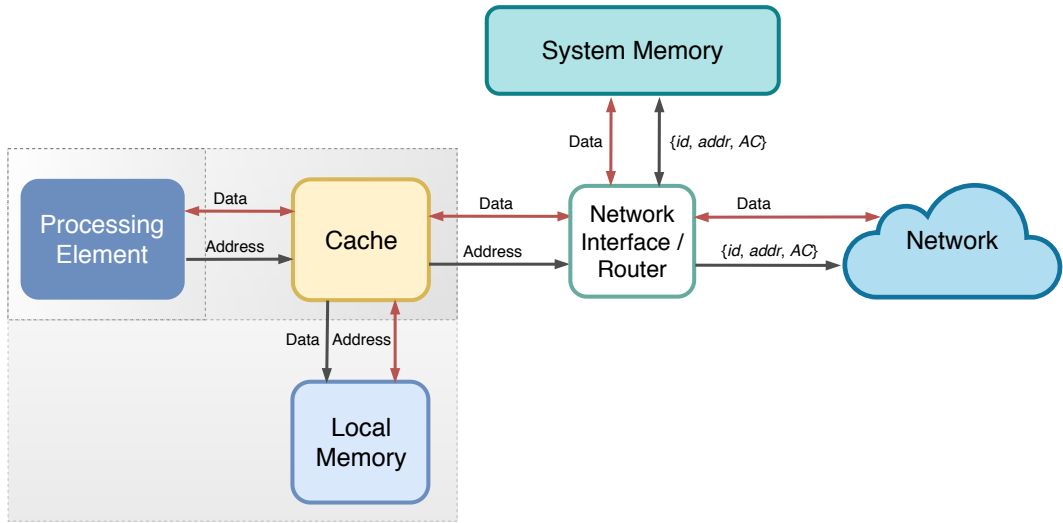 System Memory
Data
{id, addr, AC}
Processing
Element
Data
Address
Cache
Data
Address
Network
Interface /
Router
Data
{id, addr, AC}
Network
Data
Address
Local
Memory